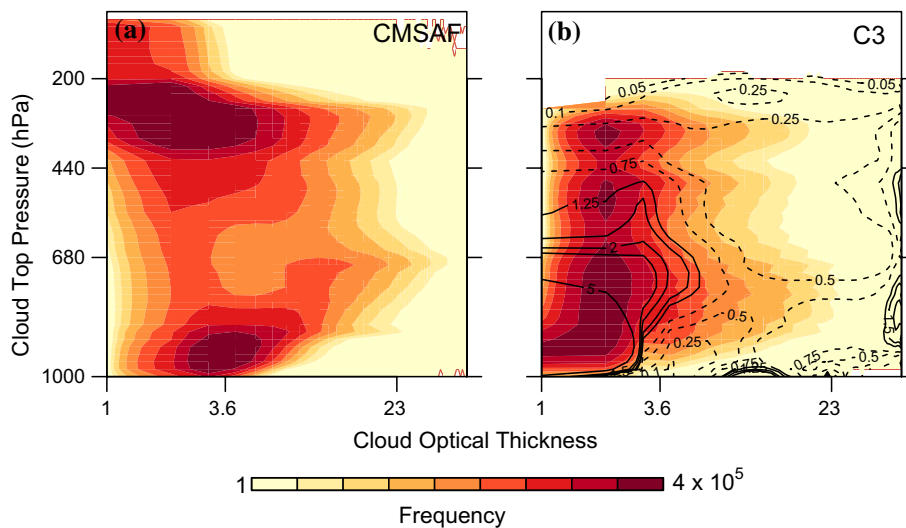 (a) CMSAF
(b) C3
Cloud Top Pressure (hPa)
200
440
680
1000
0.05
0.25
0.05
0.1
0.25
0.75
1.25
2
5
0.5
0.5
0.25
0.75
0.75
0.5
1 3.6 23
1 3.6 23
Cloud Optical Thickness
1 4 x 10⁵
Frequency